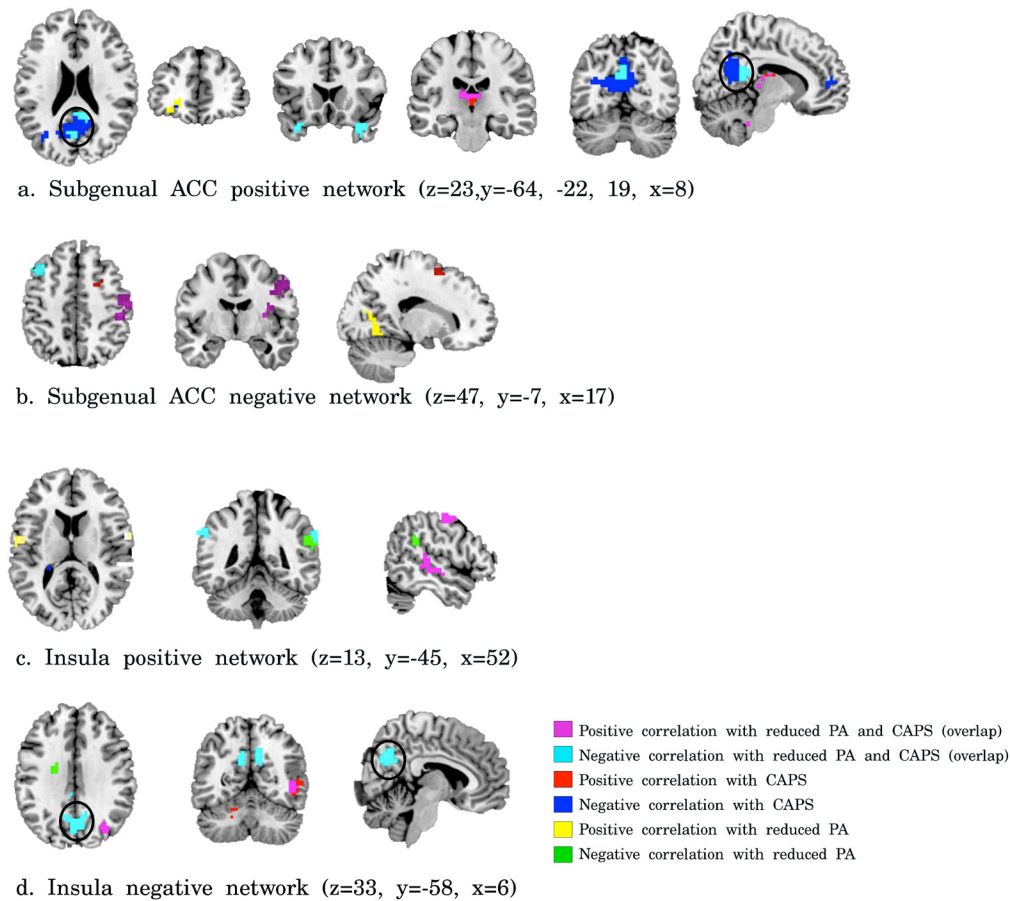 a. Subgenual ACC positive network (z=23,y=-64, -22, 19, x=8)
b. Subgenual ACC negative network (z=47, y=-7, x=17)
c. Insula positive network (z=13, y=-45, x=52)
Positive correlation with reduced PA and CAPS (overlap)
Negative correlation with reduced PA and CAPS (overlap)
Positive correlation with CAPS
Negative correlation with CAPS
Positive correlation with reduced PA
Negative correlation with reduced PA
d. Insula negative network (z=33, y=-58, x=6)